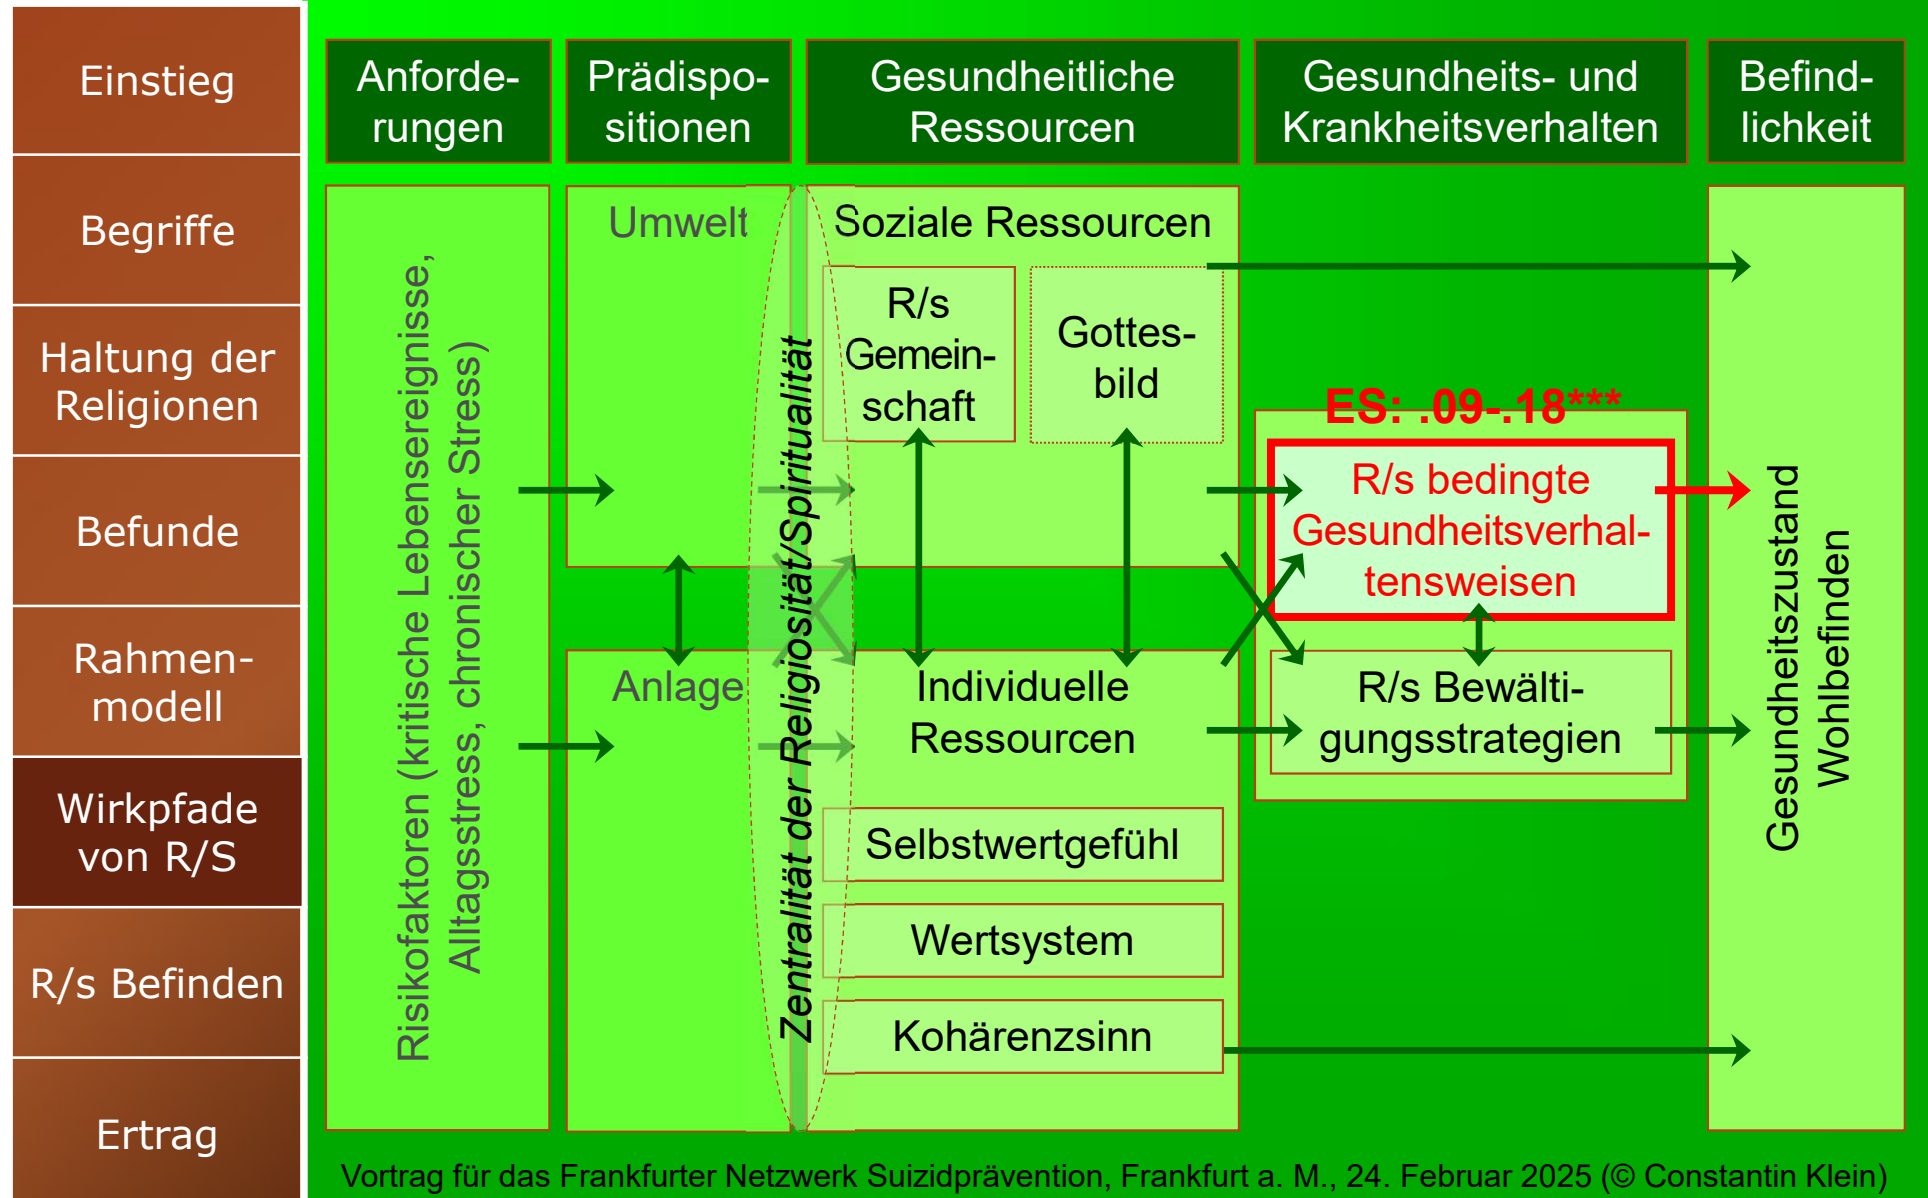 Einstieg
Begriffe
Haltung der
Religionen
Befunde
Rahmen-
modell
Wirkpfade
von R/S
R/s Befinden
Ertrag
Anforde-
rungen
Prädispo-
sitionen
Gesundheitliche
Ressourcen
Gesundheits- und
Krankheitsverhalten
Befind-
lichkeit
Risikofaktoren (kritische Lebensereignisse,
Alltagsstress, chronischer Stress)
Umwelt
Anlage
Zentralität der Religiosität/Spiritualität
Soziale Ressourcen
R/s
Gemein-
schaft
Gottes-
bild
Individuelle
Ressourcen
Selbstwertgefühl
Wertsystem
Kohärenzsinn
ES: .09-.18***
R/s bedingte
Gesundheitsverhal-
tensweisen
R/s Bewälti-
gungsstrategien
Gesundheitszustand
Wohlbefinden
Vortrag für das Frankfurter Netzwerk Suizidprävention, Frankfurt a. M., 24. Februar 2025 (© Constantin Klein)